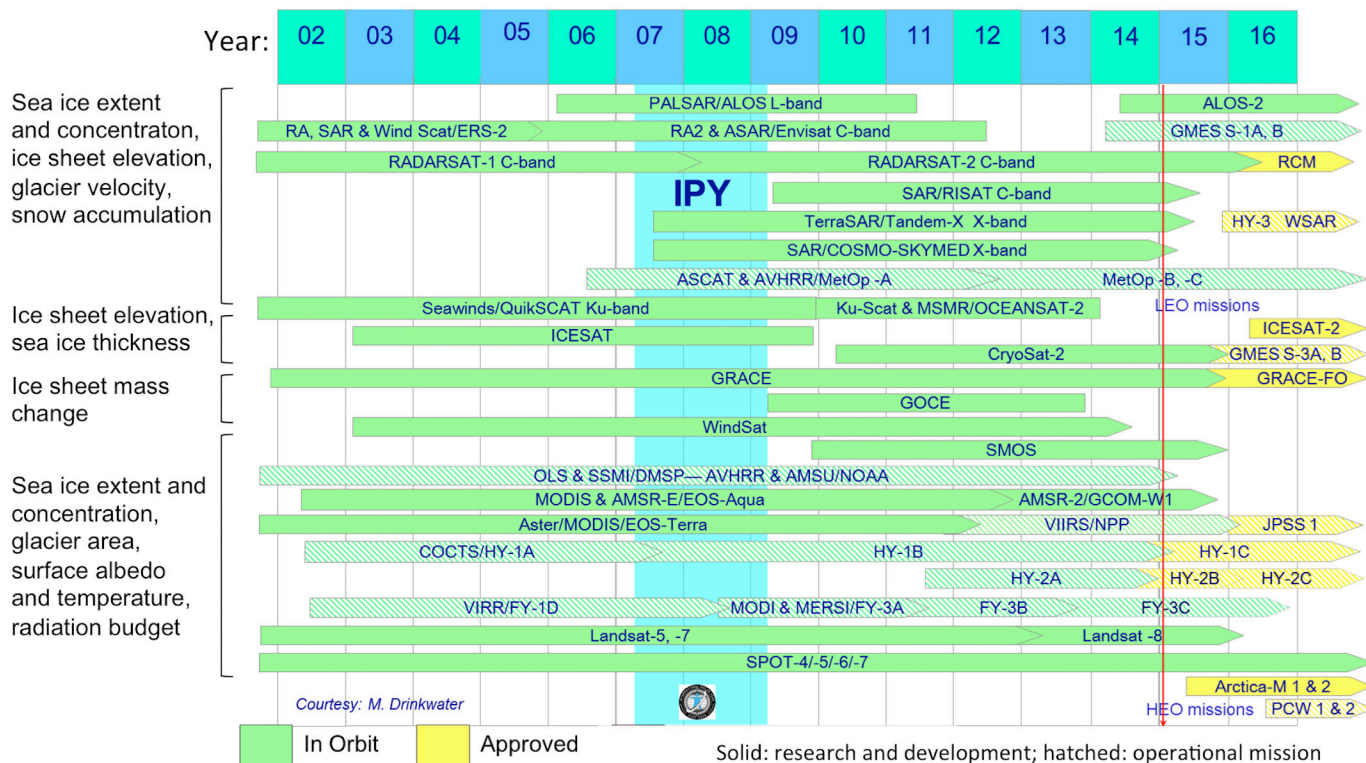 Year: 02 03 04 05 06 07 08 09 10 11 12 13 14 15 16
Sea ice extent
and concentraton,
ice sheet elevation,
glacier velocity,
snow accumulation
PALSAR/ALOS L-band
ALOS-2
RA, SAR & Wind Scat/ERS-2
RA2 & ASAR/Envisat C-band
GMES S-1A, B
RADARSAT-1 C-band
RADARSAT-2 C-band
RCM
IPY
SAR/RISAT C-band
TerraSAR/Tandem-X X-band
HY-3 WSAR
SAR/COSMO-SKYMED X-band
ASCAT & AVHRR/MetOp -A
MetOp -B, -C
Ice sheet elevation,
sea ice thickness
Seawinds/QuikSCAT Ku-band
Ku-Scat & MSMR/OCEANSAT-2
LEO missions
ICESAT
ICESAT-2
CryoSat-2
GMES S-3A, B
Ice sheet mass
change
GRACE
GRACE-FO
GOCE
WindSat
Sea ice extent and
concentration,
glacier area,
surface albedo
and temperature,
radiation budget
SMOS
OLS & SSMI/DMSP— AVHRR & AMSU/NOAA
MODIS & AMSR-E/EOS-Aqua
AMSR-2/GCOM-W1
Aster/MODIS/EOS-Terra
VIIRS/NPP
JPSS 1
COCTS/HY-1A
HY-1B
HY-1C
HY-2A
HY-2B
HY-2C
VIRR/FY-1D
MODI & MERSI/FY-3A
FY-3B
FY-3C
Landsat-5, -7
Landsat -8
SPOT-4/-5/-6/-7
Arctica-M 1 & 2
Courtesy: M. Drinkwater
HEO missions
PCW 1 & 2
In Orbit
Approved
Solid: research and development; hatched: operational mission